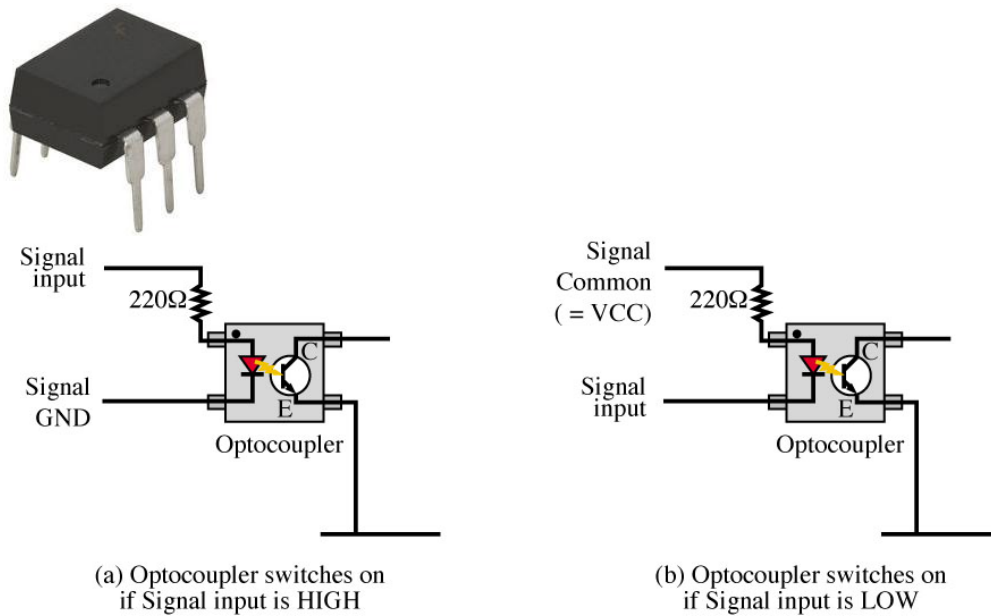 Signal
input
220Ω
C
E
Signal
GND
Optocoupler
(a) Optocoupler switches on
if Signal input is HIGH
Signal
Common
( = VCC)
220Ω
C
E
Signal
input
Optocoupler
(b) Optocoupler switches on
if Signal input is LOW